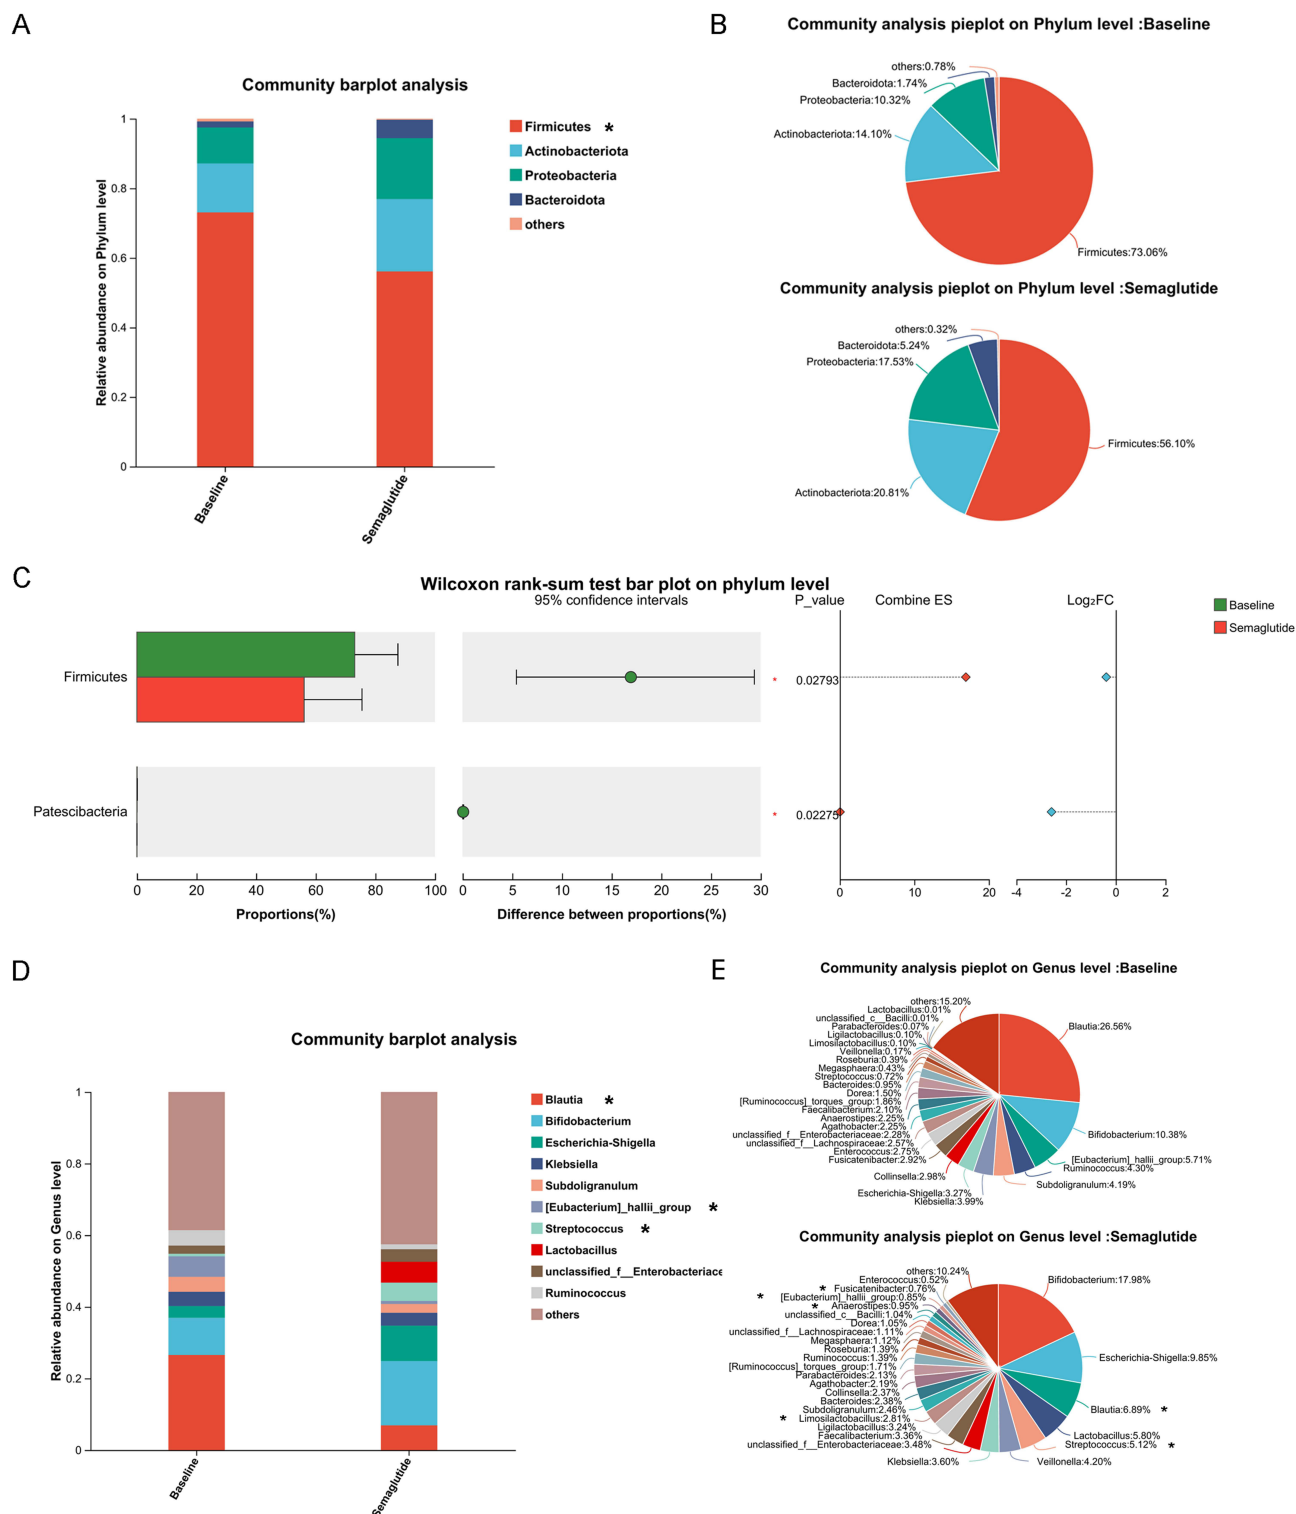 A
Community barplot analysis
Relative abundance on Phylum level
1
0.8
0.6
0.4
0.2
0
Baseline
Semaglutide
Firmicutes *
Actinobacteriota
Proteobacteria
Bacteroidota
others
B
Community analysis pieplot on Phylum level :Baseline
others:0.78%
Bacteroidota:1.74%
Proteobacteria:10.32%
Actinobacteriota:14.10%
Firmicutes:73.06%
Community analysis pieplot on Phylum level :Semaglutide
others:0.32%
Bacteroidota:5.24%
Proteobacteria:17.53%
Firmicutes:56.10%
Actinobacteriota:20.81%
C
Wilcoxon rank-sum test bar plot on phylum level
95% confidence intervals
P_value
Combine ES
Log₂FC
Baseline
Semaglutide
Firmicutes
* 0.02793
Patescibacteria
* 0.02275
0 20 40 60 80 100
0 5 10 15 20 25 30
0 20
-4 -2 0 2
Proportions(%)
Difference between proportions(%)
D
Community barplot analysis
Relative abundance on Genus level
1
0.8
0.6
0.4
0.2
0
Baseline
Semaglutide
Blautia *
Bifidobacterium
Escherichia-Shigella
Klebsiella
Subdoligranulum
[Eubacterium]_hallii_group *
Streptococcus *
Lactobacillus
unclassified_f__Enterobacteriace
Ruminococcus
others
E
Community analysis pieplot on Genus level :Baseline
others:15.20%
Lactobacillus:0.01%
unclassified_c__Bacilli:0.01%
Parabacteroides:0.07%
Ligilactobacillus:0.10%
Limosilactobacillus:0.10%
Veillonella:0.17%
Roseburia:0.39%
Megasphaera:0.43%
Streptococcus:0.72%
Bacteroides:0.95%
Dorea:1.50%
[Ruminococcus]_torques_group:1.86%
Faecalibacterium:2.10%
Anaerostipes:2.25%
Agathobacter:2.25%
unclassified_f__Enterobacteriaceae:2.28%
unclassified_f__Lachnospiraceae:2.57%
Enterococcus:2.75%
Fusicatenibacter:2.92%
Collinsella:2.98%
Escherichia-Shigella:3.27%
Klebsiella:3.99%
Blautia:26.56%
Bifidobacterium:10.38%
[Eubacterium]_hallii_group:5.71%
Ruminococcus:4.30%
Subdoligranulum:4.19%
Community analysis pieplot on Genus level :Semaglutide
others:10.24%
Enterococcus:0.52%
* Fusicatenibacter:0.76%
* [Eubacterium]_hallii_group:0.85%
* Anaerostipes:0.95%
unclassified_c__Bacilli:1.04%
Dorea:1.05%
unclassified_f__Lachnospiraceae:1.11%
Megasphaera:1.12%
Roseburia:1.39%
Ruminococcus:1.39%
[Ruminococcus]_torques_group:1.71%
Parabacteroides:2.13%
Agathobacter:2.19%
Collinsella:2.37%
Bacteroides:2.38%
Subdoligranulum:2.46%
* Limosilactobacillus:2.81%
Ligilactobacillus:3.24%
Faecalibacterium:3.36%
unclassified_f__Enterobacteriaceae:3.48%
Klebsiella:3.60%
Bifidobacterium:17.98%
Escherichia-Shigella:9.85%
Blautia:6.89% *
Lactobacillus:5.80%
Streptococcus:5.12% *
Veillonella:4.20%